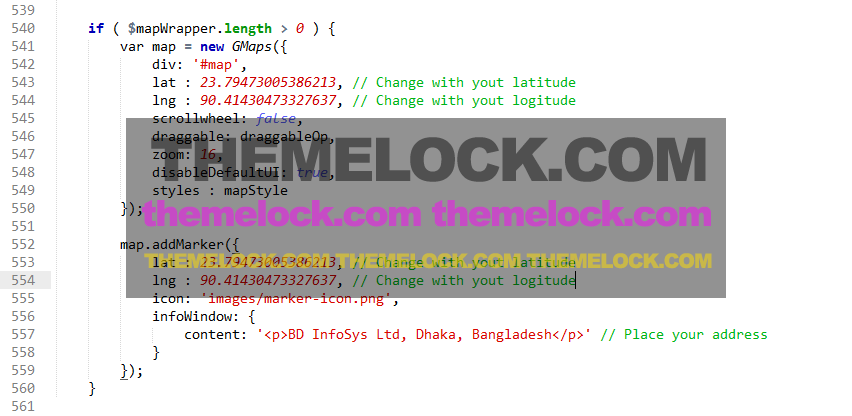 539
540 if ( $mapWrapper.length > 0 ) {
541 var map = new GMaps({
542 div: '#map',
543 lat : 23.79473005386213, // Change with yout latitude
544 lng : 90.41430473327637, // Change with yout logitude
545 scrollwheel: false,
546 draggable: draggableOp,
THEMELOCK.COM
547 zoom: 16,
548 disableDefaultUI: true,
549 styles : mapStyle
550 });
themelock.com themelock.com
551
552 map.addMarker({
553 lat : 23.79473005386213, // Change with yout latitude
THEMELOCK.COM THEMELOCK.COM THEMELOCK.COM
554 lng : 90.41430473327637, // Change with yout logitude
555 icon: 'images/marker-icon.png',
556 infoWindow: {
557 content: '<p>BD InfoSys Ltd, Dhaka, Bangladesh</p>' // Place your address
558 }
559 });
560 }
561